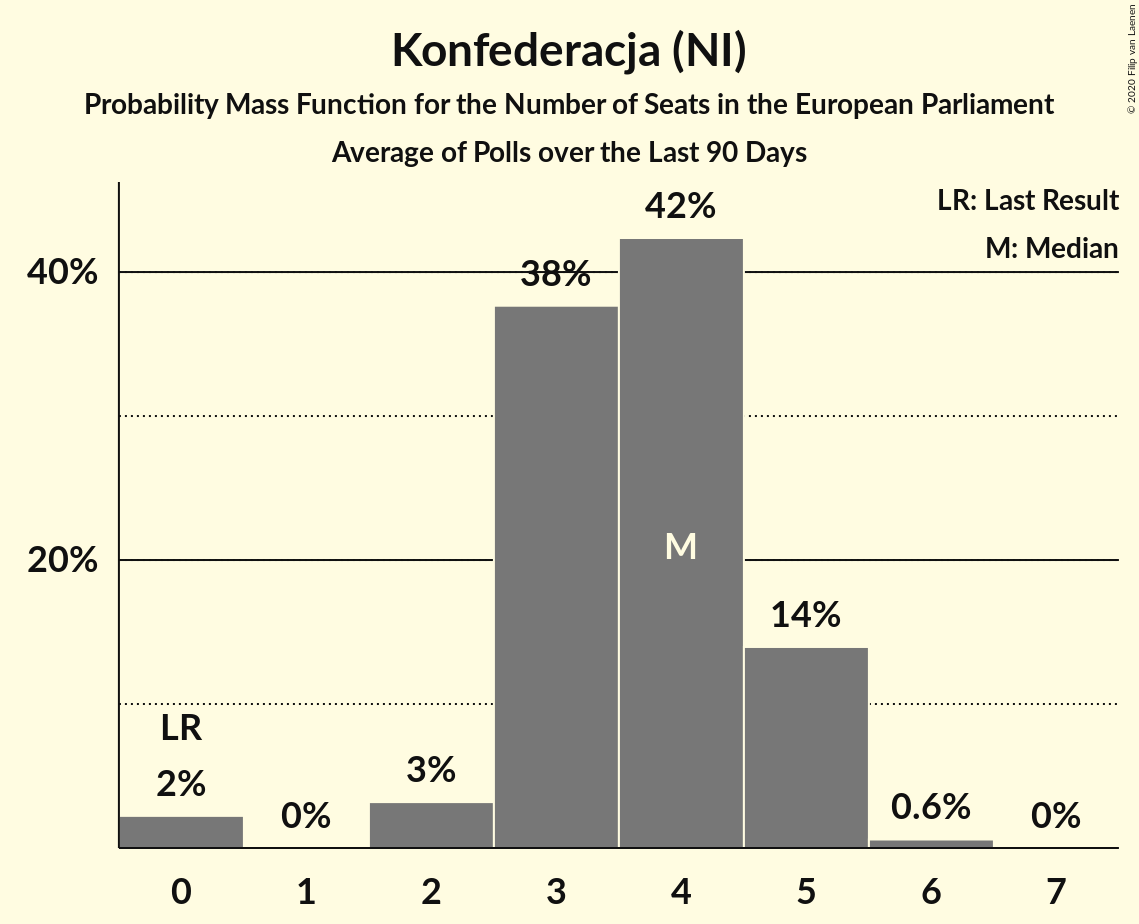 Konfederacja (NI)
Probability Mass Function for the Number of Seats in the European Parliament
Average of Polls over the Last 90 Days
© 2020 Filip van Laenen
LR: Last Result
M: Median
40%
20%
LR
2%
0%
3%
38%
42%
M
14%
0.6%
0%
0 1 2 3 4 5 6 7